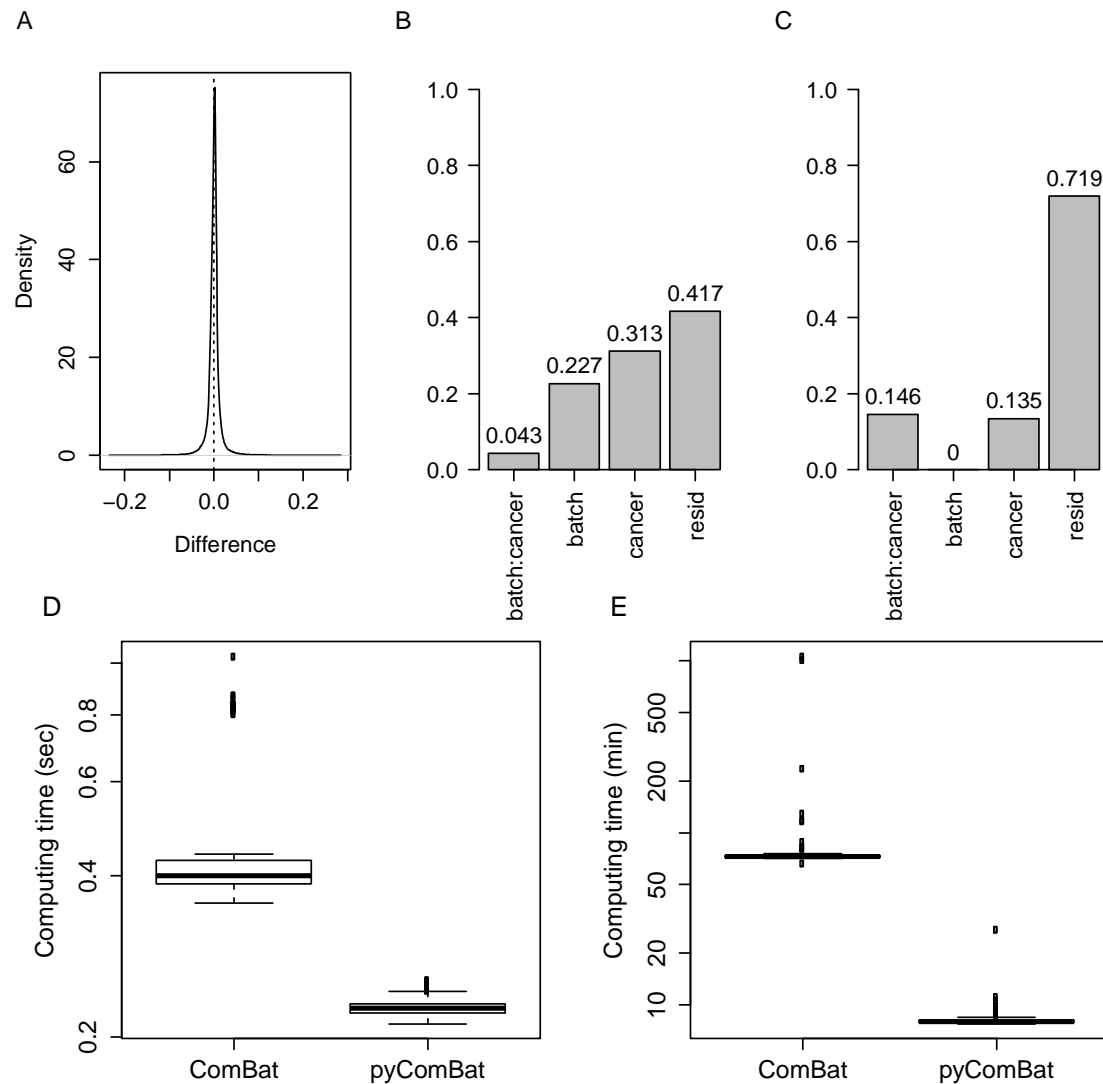 A
Density
0
20
40
60
−0.2
0.0
0.2
Difference
B
0.0
0.2
0.4
0.6
0.8
1.0
0.043
0.227
0.313
0.417
batch:cancer
batch
cancer
resid
C
0.0
0.2
0.4
0.6
0.8
1.0
0.146
0
0.135
0.719
batch:cancer
batch
cancer
resid
D
Computing time (sec)
0.2
0.4
0.6
0.8
ComBat
pyComBat
E
Computing time (min)
10
20
50
200
500
ComBat
pyComBat